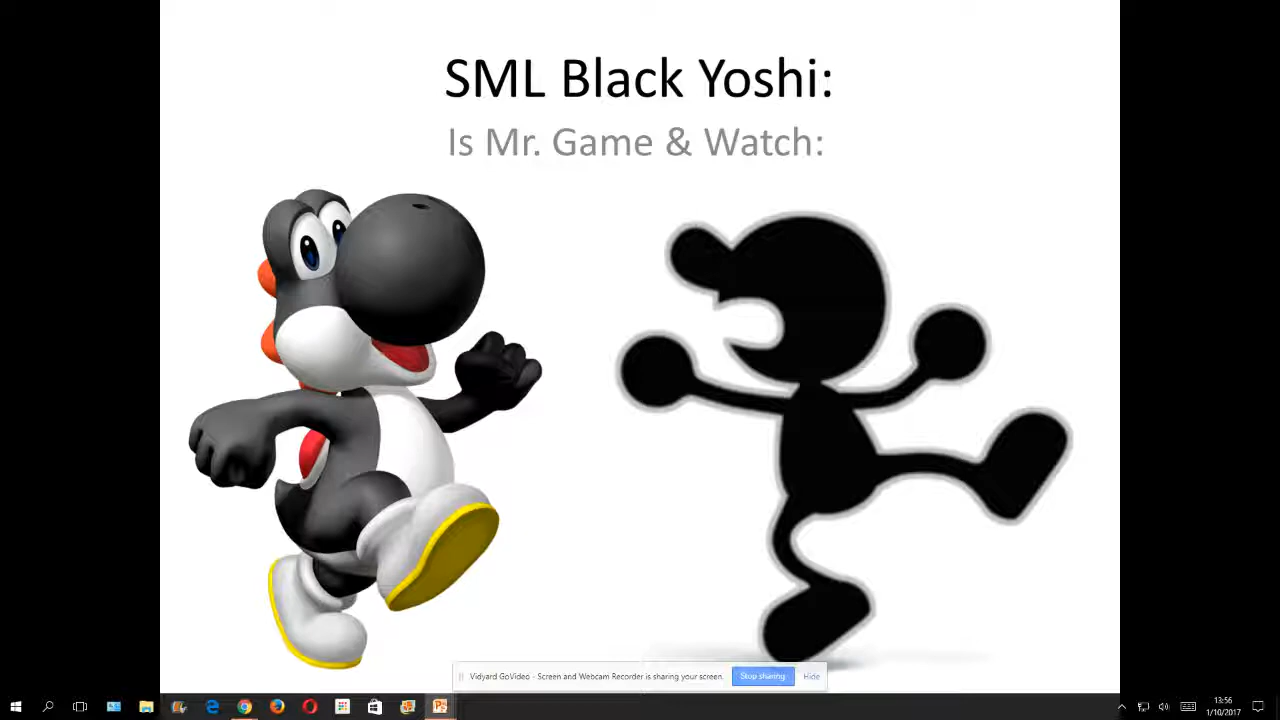 SML Black Yoshi:
Is Mr. Game & Watch:
Vidyard GoVideo - Screen and Webcam Recorder is sharing your screen.
Stop sharing
Hide
13:56
1/10/2017